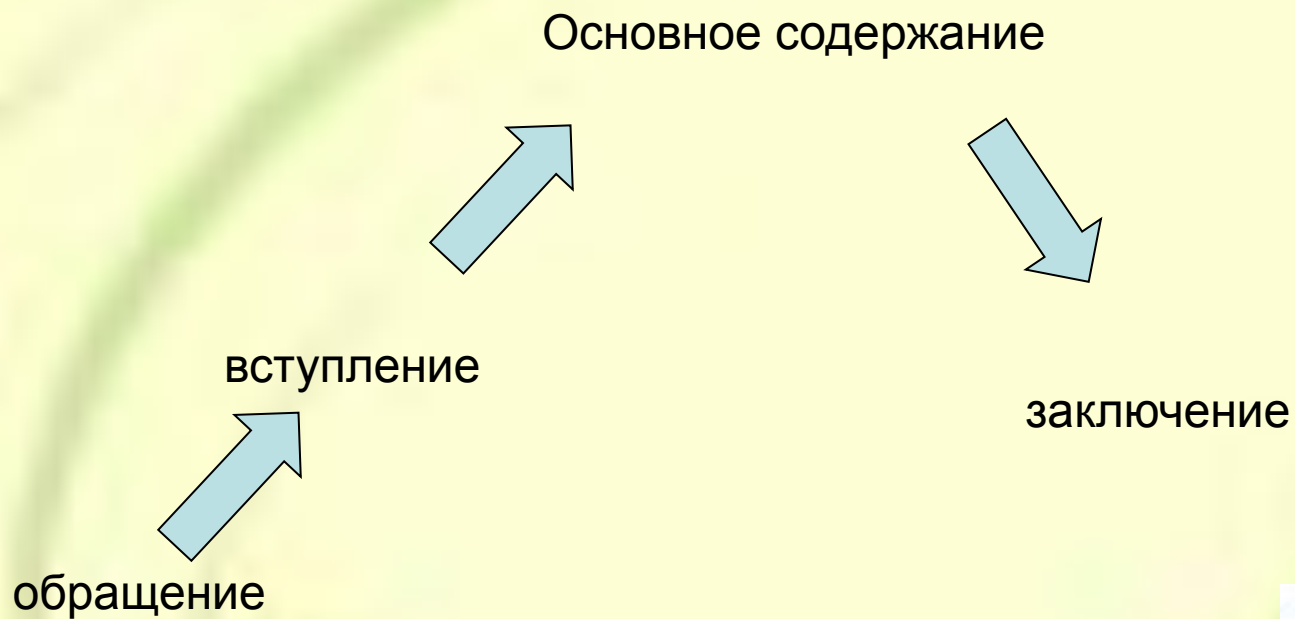 Основное содержание
вступление
заключение
обращение